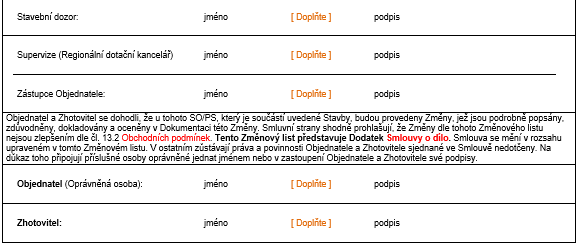 Stavební dozor: jméno [ Doplňte ] podpis
Supervize (Regionální dotační kancelář) jméno [ Doplňte ] podpis
Zástupce Objednatele: jméno [ Doplňte ] podpis
Objednatel a Zhotovitel se dohodli, že u tohoto SO/PS, který je součástí uvedené Stavby, budou provedeny Změny, jež jsou podrobně popsány,
zdůvodněny, dokladovány a oceněny v Dokumentaci této Změny. Smluvní strany shodně prohlašují, že Změny dle tohoto Změnového listu
nejsou zlepšením dle čl. 13.2 Obchodních podmínek. Tento Změnový list představuje Dodatek Smlouvy o dílo. Smlouva se mění v rozsahu
upraveném v tomto Změnovém listu. V ostatním zůstávají práva a povinnosti Objednatele a Zhotovitele sjednané ve Smlouvě nedotčeny. Na
důkaz toho připojují příslušné osoby oprávněné jednat jménem nebo v zastoupení Objednatele a Zhotovitele své podpisy.
Objednatel (Oprávněná osoba): jméno [ Doplňte ] podpis
Zhotovitel: jméno [ Doplňte ] podpis